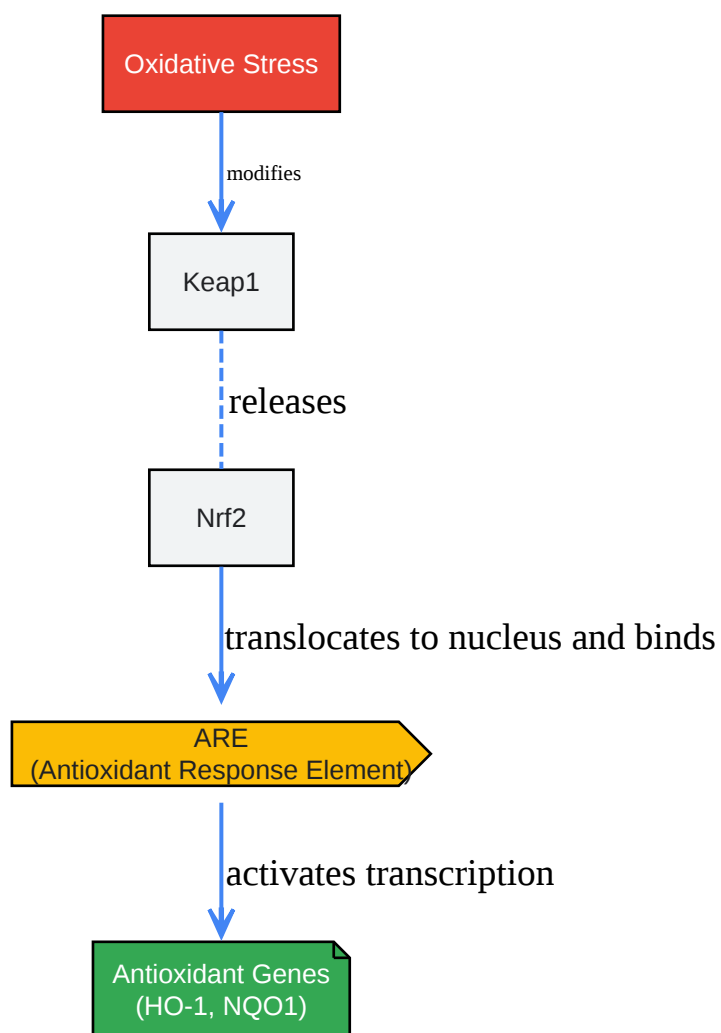 Oxidative Stress
modifies
Keap1
releases
Nrf2
translocates to nucleus and binds
ARE
(Antioxidant Response Element)
activates transcription
Antioxidant Genes
(HO-1, NQO1)